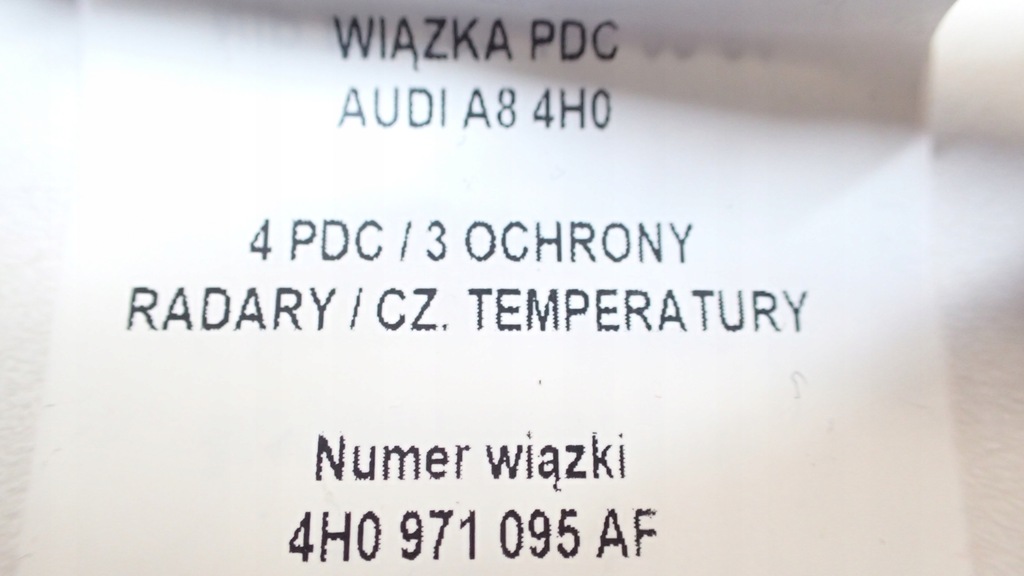 WIĄZKA PDC
AUDI A8 4H0
4 PDC / 3 OCHRONY
RADARY / CZ. TEMPERATURY
Numer wiązki
4H0 971 095 AF